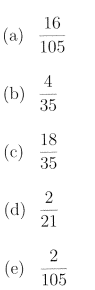 (a) 16/105
(b) 4/35
(c) 18/35
(d) 2/21
(e) 2/105